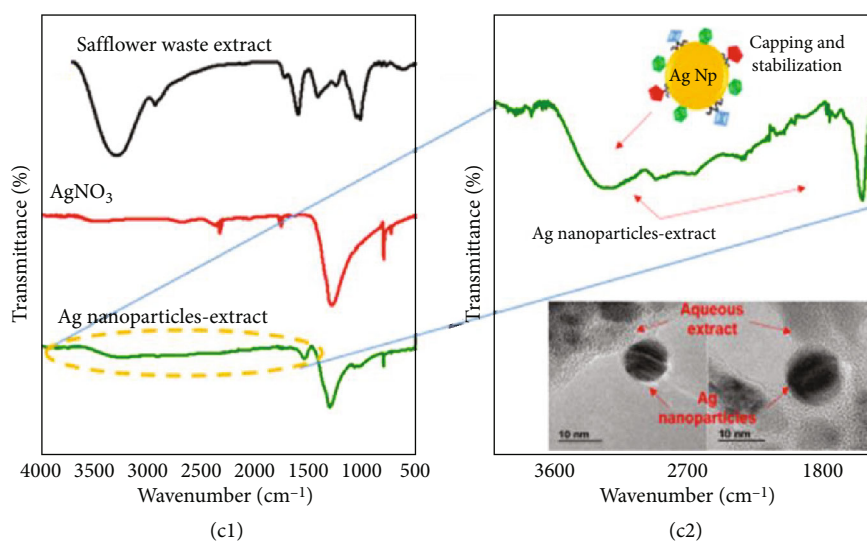 Safflower waste extract
AgNO₃
Ag nanoparticles-extract
Transmittance (%)
4000 3500 3000 2500 2000 1500 1000 500
Wavenumber (cm⁻¹)
(c1)
Ag Np
Capping and
stabilization
Ag nanoparticles-extract
Transmittance (%)
Aqueous
extract
Ag
nanoparticles
10 nm
10 nm
3600 2700 1800
Wavenumber (cm⁻¹)
(c2)